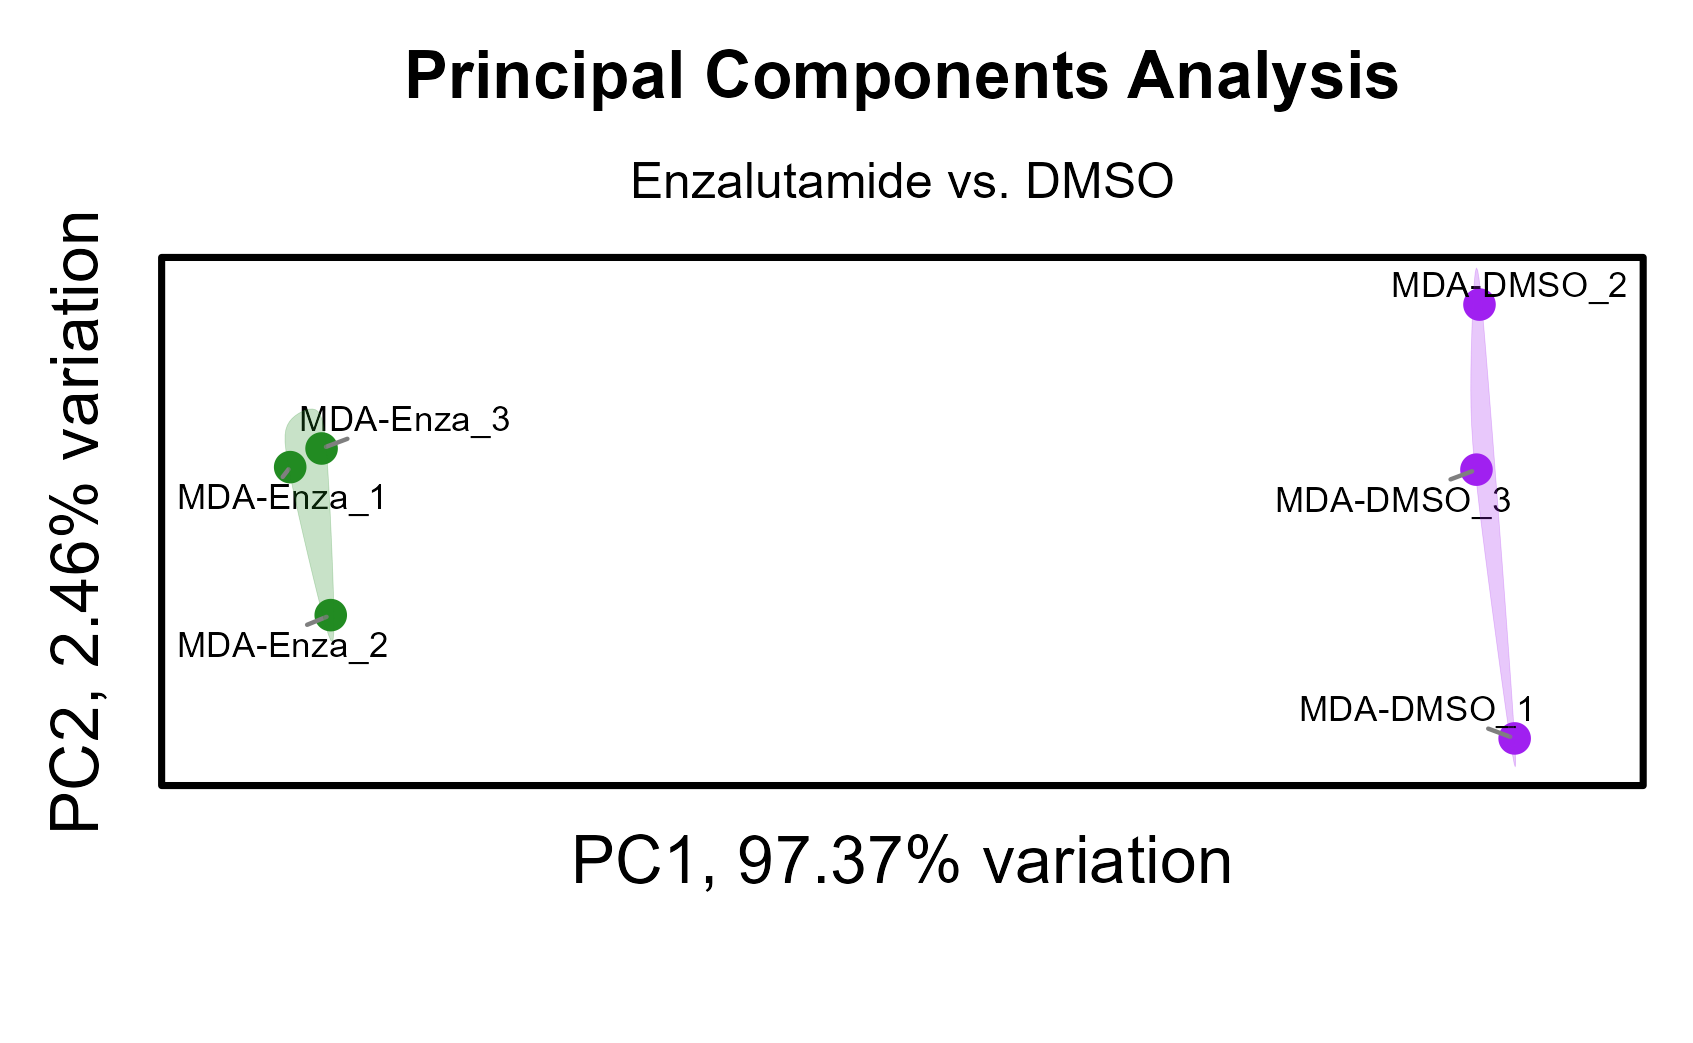 Principal Components Analysis
Enzalutamide vs. DMSO
PC2, 2.46% variation
MDA-DMSO_2
MDA-Enza_3
MDA-Enza_1
MDA-DMSO_3
MDA-Enza_2
MDA-DMSO_1
PC1, 97.37% variation